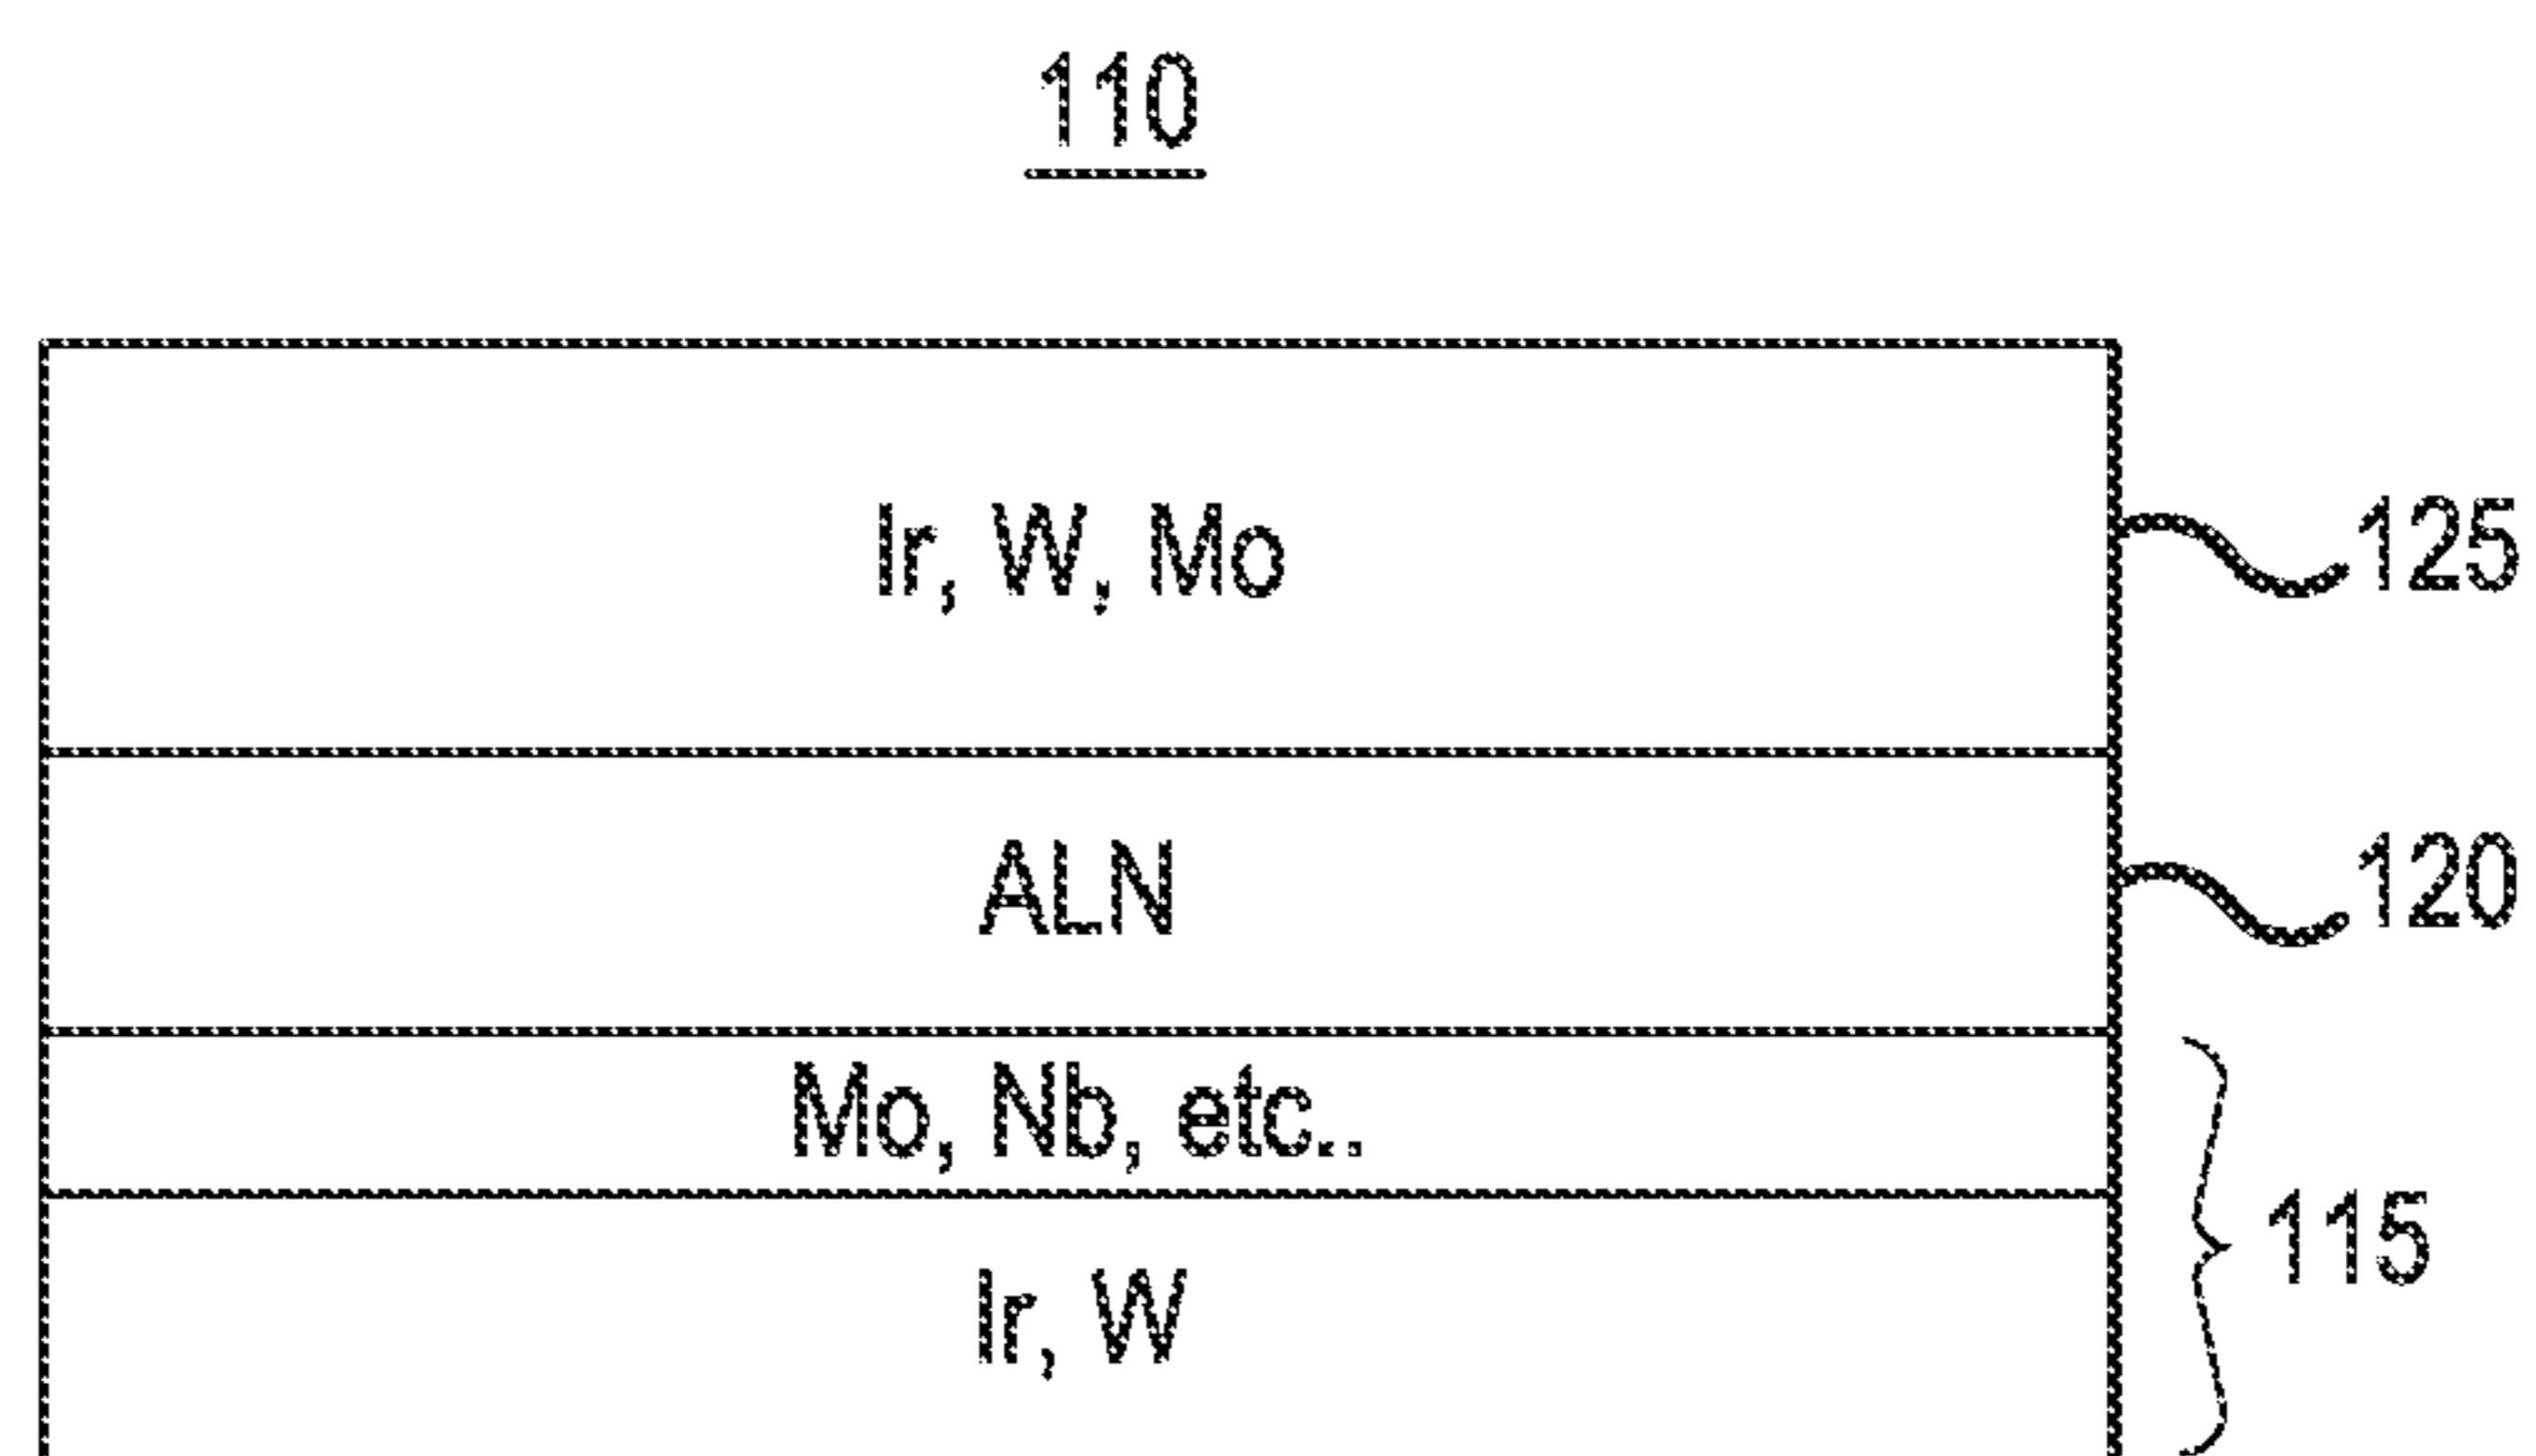 110
Ir, W, Mo
125
ALN
120
Mo, Nb, etc..
115
Ir, W